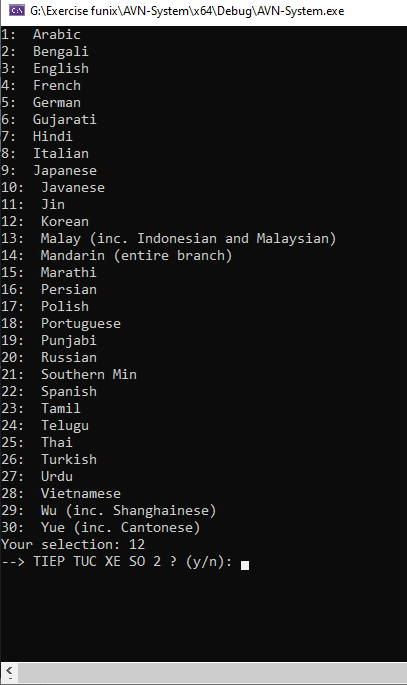 G:\Exercise funix\AVN-System\x64\Debug\AVN-System.exe
1:  Arabic
2:  Bengali
3:  English
4:  French
5:  German
6:  Gujarati
7:  Hindi
8:  Italian
9:  Japanese
10:  Javanese
11:  Jin
12:  Korean
13:  Malay (inc. Indonesian and Malaysian)
14:  Mandarin (entire branch)
15:  Marathi
16:  Persian
17:  Polish
18:  Portuguese
19:  Punjabi
20:  Russian
21:  Southern Min
22:  Spanish
23:  Tamil
24:  Telugu
25:  Thai
26:  Turkish
27:  Urdu
28:  Vietnamese
29:  Wu (inc. Shanghainese)
30:  Yue (inc. Cantonese)
Your selection: 12
--> TIEP TUC XE SO 2 ? (y/n):